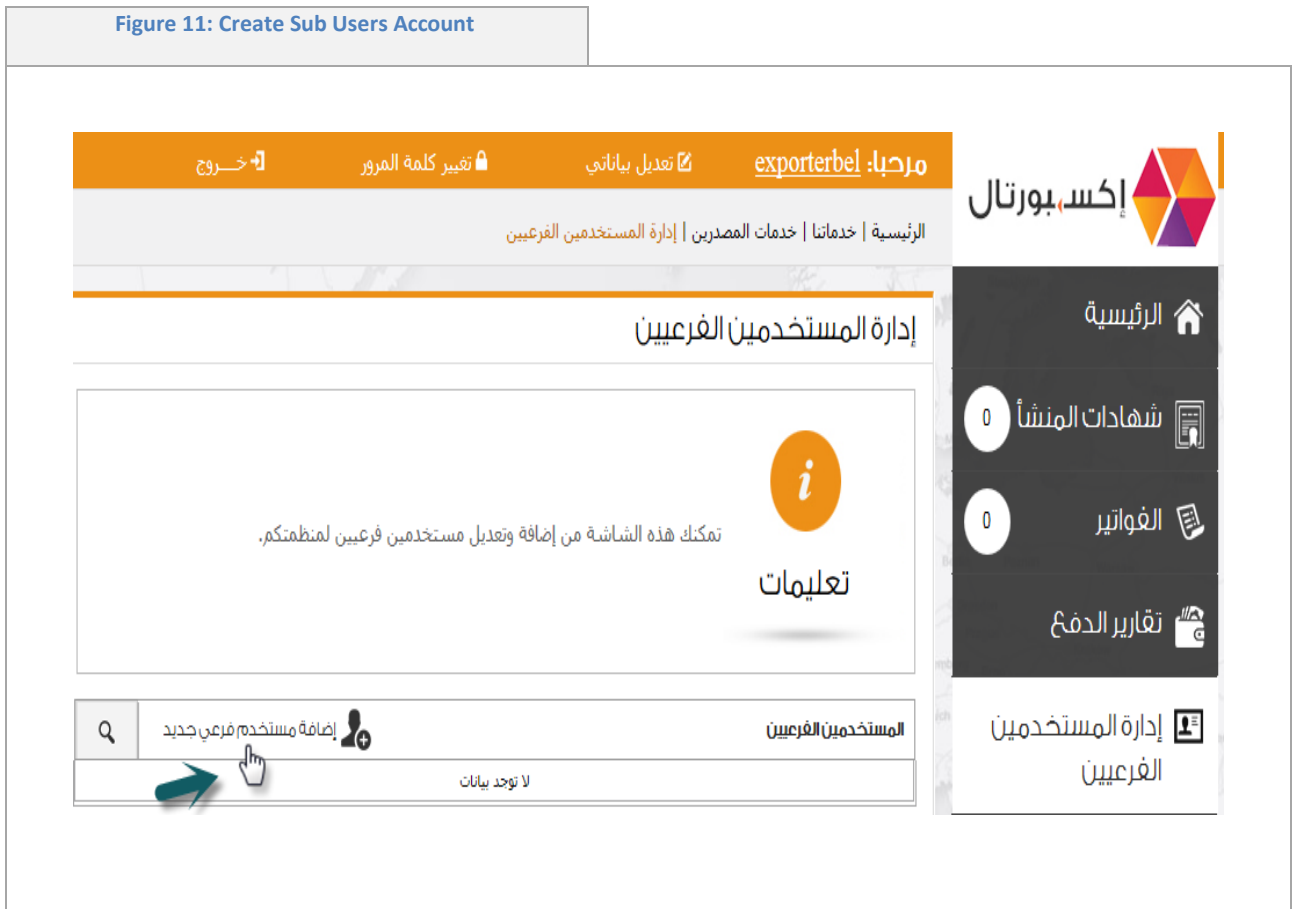 Figure 11: Create Sub Users Account
إكسبورتال
مرحبا: exporterbel تعديل بياناتي تغيير كلمة المرور خـــروج
الرئيسية | خدماتنا | خدمات المصدرين | إدارة المستخدمين الفرعيين
الرئيسية
شهادات المنشأ 0
الفواتير 0
تقارير الدفع
إدارة المستخدمين
الفرعيين
إدارة المستخدمين الفرعيين
i
تمكنك هذه الشاشة من إضافة وتعديل مستخدمين فرعيين لمنظمتكم.
تعليمات
المستخدمين الفرعيين إضافة مستخدم فرعي جديد
لا توجد بيانات